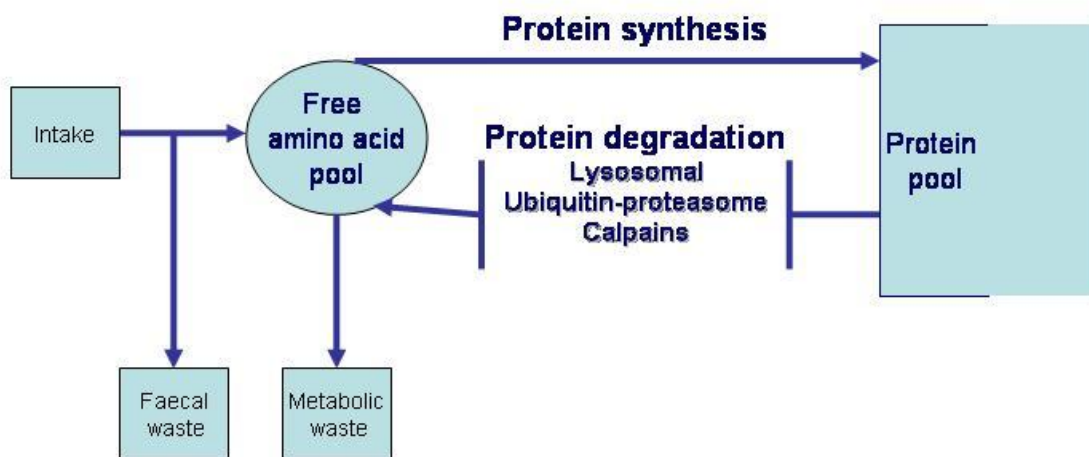 Protein synthesis
Intake
Free
amino acid
pool
Protein degradation
Lysosomal
Ubiquitin-proteasome
Calpains
Protein
pool
Faecal
waste
Metabolic
waste